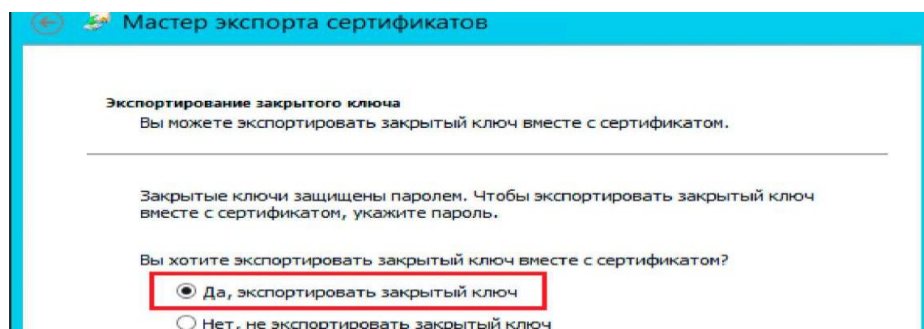 Мастер экспорта сертификатов
Экспортирование закрытого ключа
Вы можете экспортировать закрытый ключ вместе с сертификатом.
Закрытые ключи защищены паролем. Чтобы экспортировать закрытый ключ
вместе с сертификатом, укажите пароль.
Вы хотите экспортировать закрытый ключ вместе с сертификатом?
Да, экспортировать закрытый ключ
Нет, не экспортировать закрытый ключ